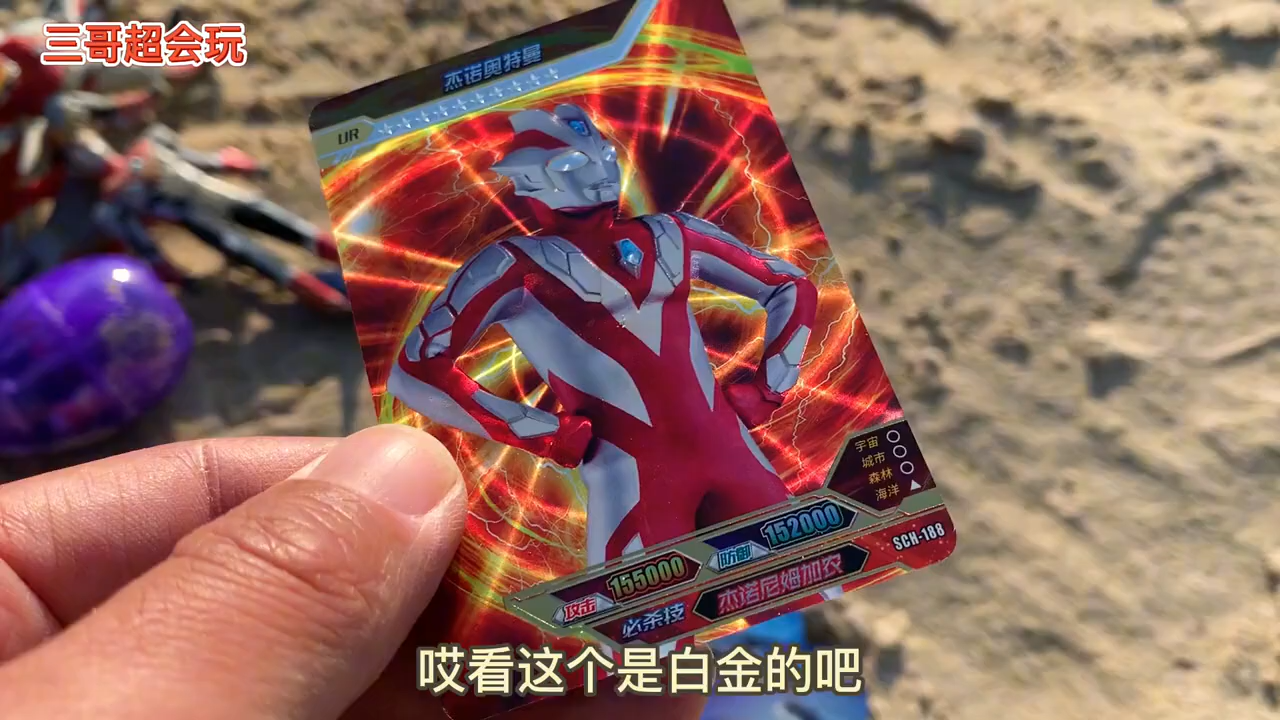 三哥超会玩
杰诺奥特曼
UR
宇宙
城市
森林
海洋
攻击 155000
防御 152000
SCH-188
必杀技 杰诺尼姆加农
哎看这个是白金的吧